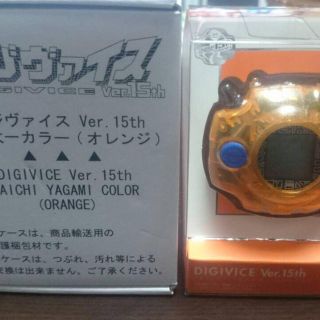 ジヴァイス
DIGIVICE Ver.15th
ヴァイス Ver.15th
ーカラー(オレンジ)
▲ ▲ ▲
DIGIVICE Ver.15th
AICHI YAGAMI COLOR
(ORANGE)
ケースは、商品輸送用の
護梱包材です。
ケースは、つぶれ、汚れ等による
交換は出来ません。ご了承ください。
DIGIVICE Ver.15th